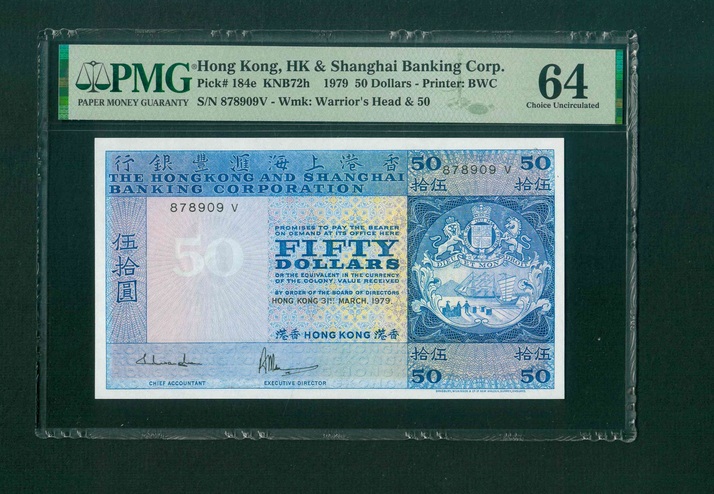 PMG
PAPER MONEY GUARANTY
Hong Kong, HK & Shanghai Banking Corp.
Pick# 184e KNB72h 1979 50 Dollars - Printer: BWC
S/N 878909V - Wmk: Warrior's Head & 50
64
Choice Uncirculated
行銀豐滙海上港香
50 878909 V 50
拾伍 拾伍
THE HONGKONG AND SHANGHAI
BANKING CORPORATION
878909 V
50
伍拾圓
PROMISES TO PAY THE BEARER
ON DEMAND AT ITS OFFICE HERE
FIFTY
DOLLARS
OR THE EQUIVALENT IN THE CURRENCY
OF THE COLONY, VALUE RECEIVED
BY ORDER OF THE BOARD OF DIRECTORS
HONG KONG 31ST MARCH, 1979.
港香 HONG KONG 港香
DIEU ET MON DROIT
拾伍 拾伍
50 50
CHIEF ACCOUNTANT
EXECUTIVE DIRECTOR